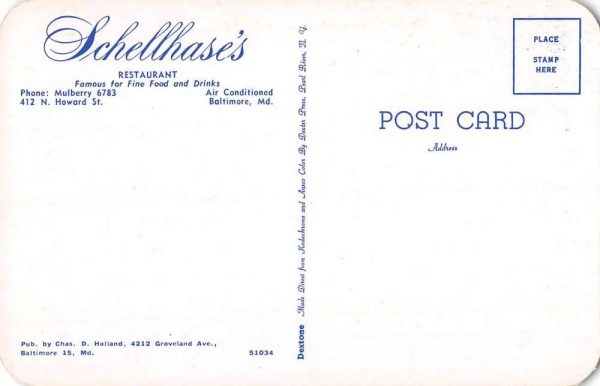 Schellhase's
RESTAURANT
Famous for Fine Food and Drinks
Phone: Mulberry 6783 Air Conditioned
412 N. Howard St. Baltimore, Md.
Pub. by Chas. D. Holland, 4212 Groveland Ave.,
Baltimore 15, Md. 51034
Dextone Made Direct from Kodachrome and Ansco Color By Dexter Press, Pearl River, N. Y.
PLACE
STAMP
HERE
POST CARD
Address